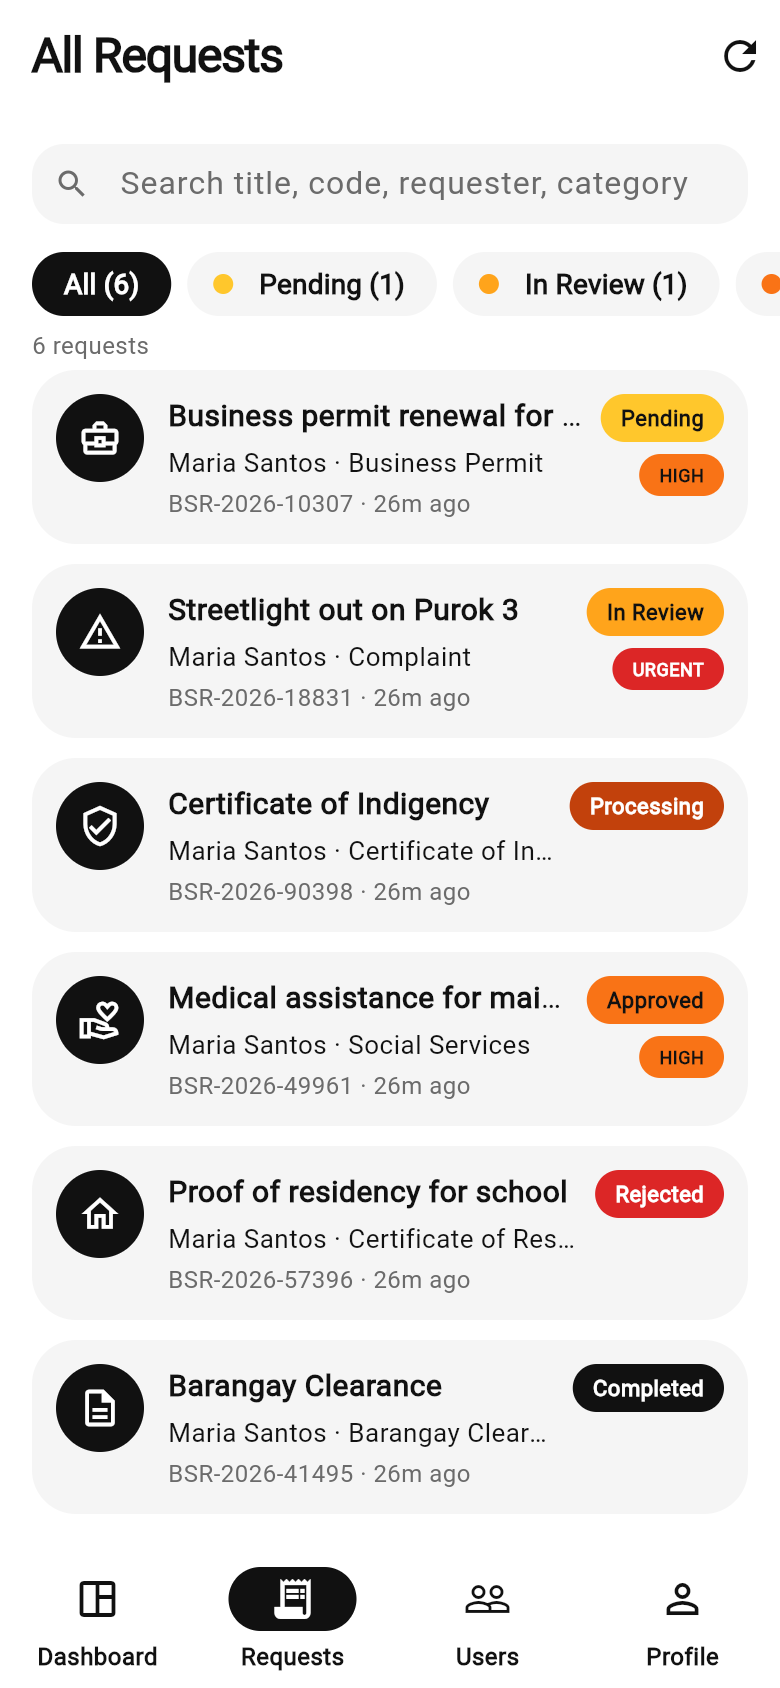 All Requests
Search title, code, requester, category
All (6)
Pending (1)
In Review (1)
6 requests
Business permit renewal for ...
Pending
Maria Santos · Business Permit
HIGH
BSR-2026-10307 · 26m ago
Streetlight out on Purok 3
In Review
Maria Santos · Complaint
URGENT
BSR-2026-18831 · 26m ago
Certificate of Indigency
Processing
Maria Santos · Certificate of In...
BSR-2026-90398 · 26m ago
Medical assistance for mai...
Approved
Maria Santos · Social Services
HIGH
BSR-2026-49961 · 26m ago
Proof of residency for school
Rejected
Maria Santos · Certificate of Res...
BSR-2026-57396 · 26m ago
Barangay Clearance
Completed
Maria Santos · Barangay Clear...
BSR-2026-41495 · 26m ago
Dashboard
Requests
Users
Profile